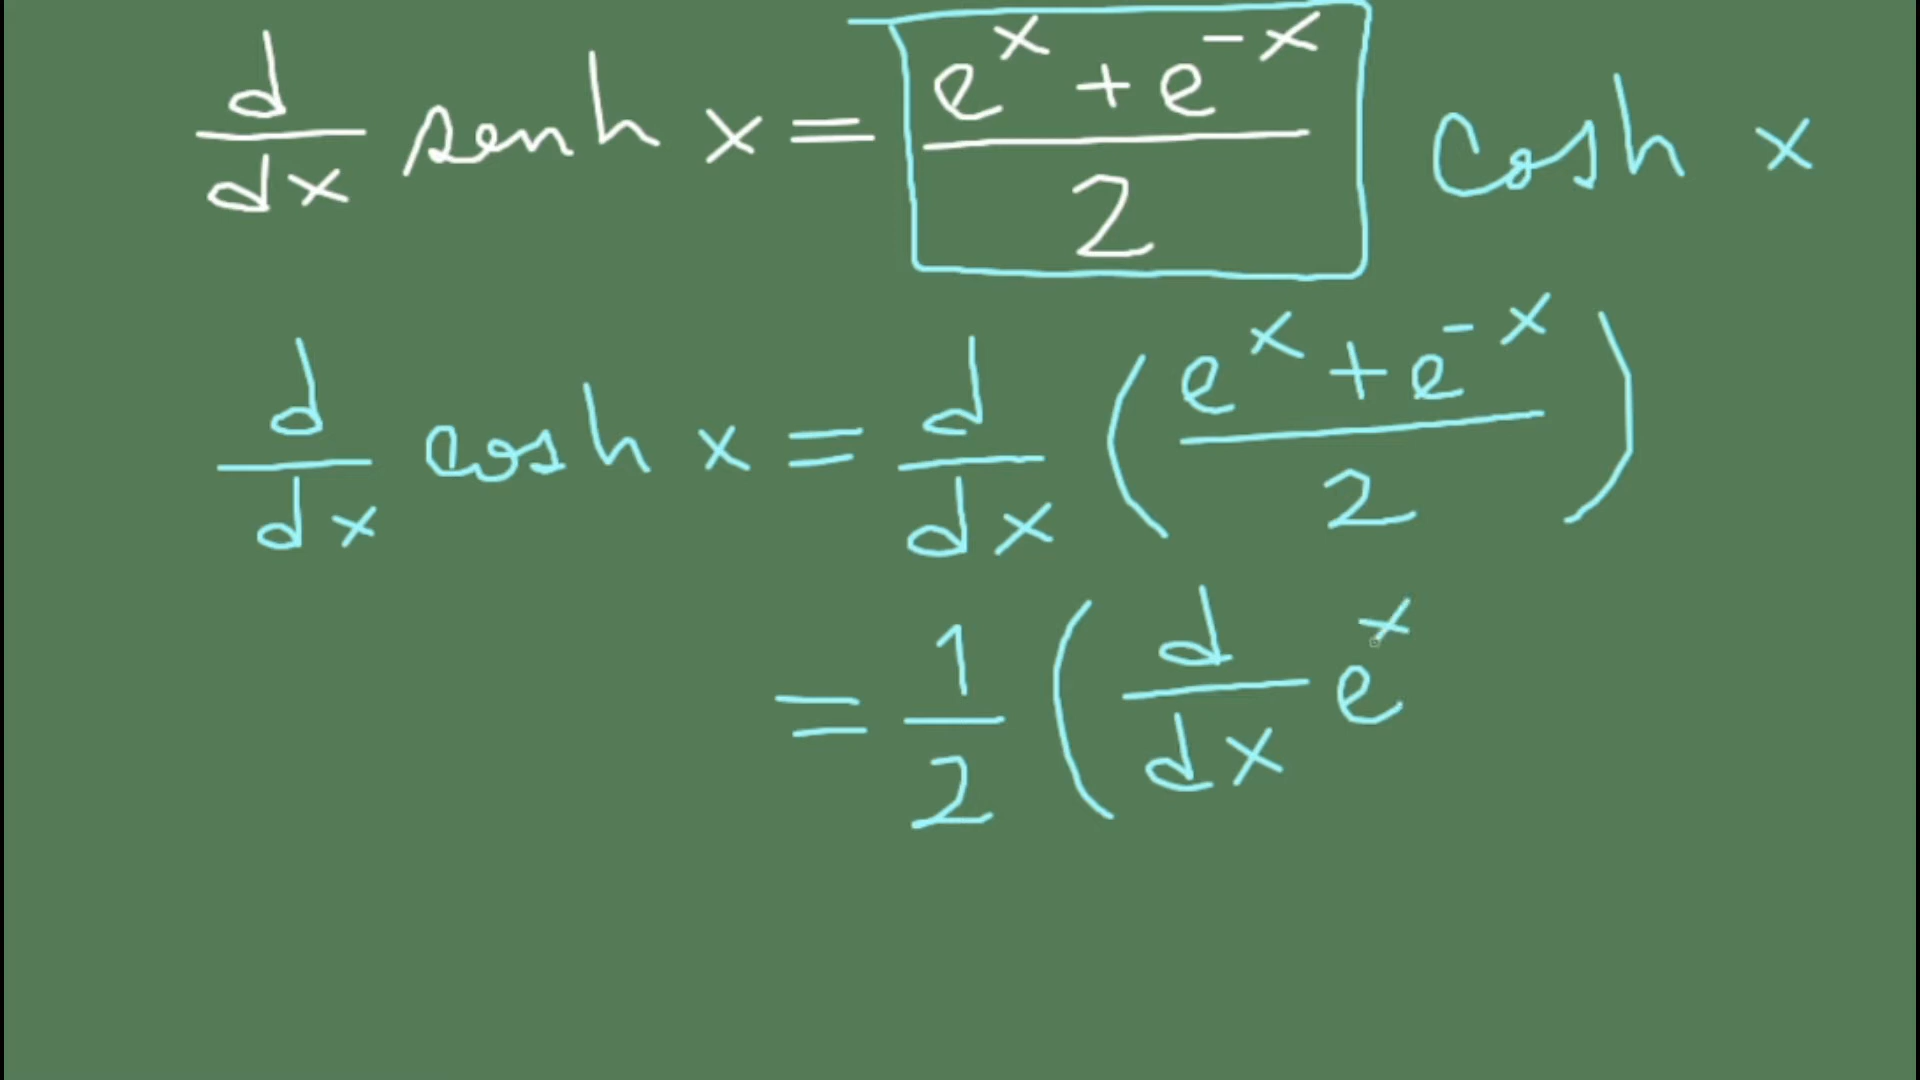 d/dx senh x = (e^x + e^-x)/2 cosh x
d/dx cosh x = d/dx ((e^x + e^-x)/2)
= 1/2 (d/dx e^x